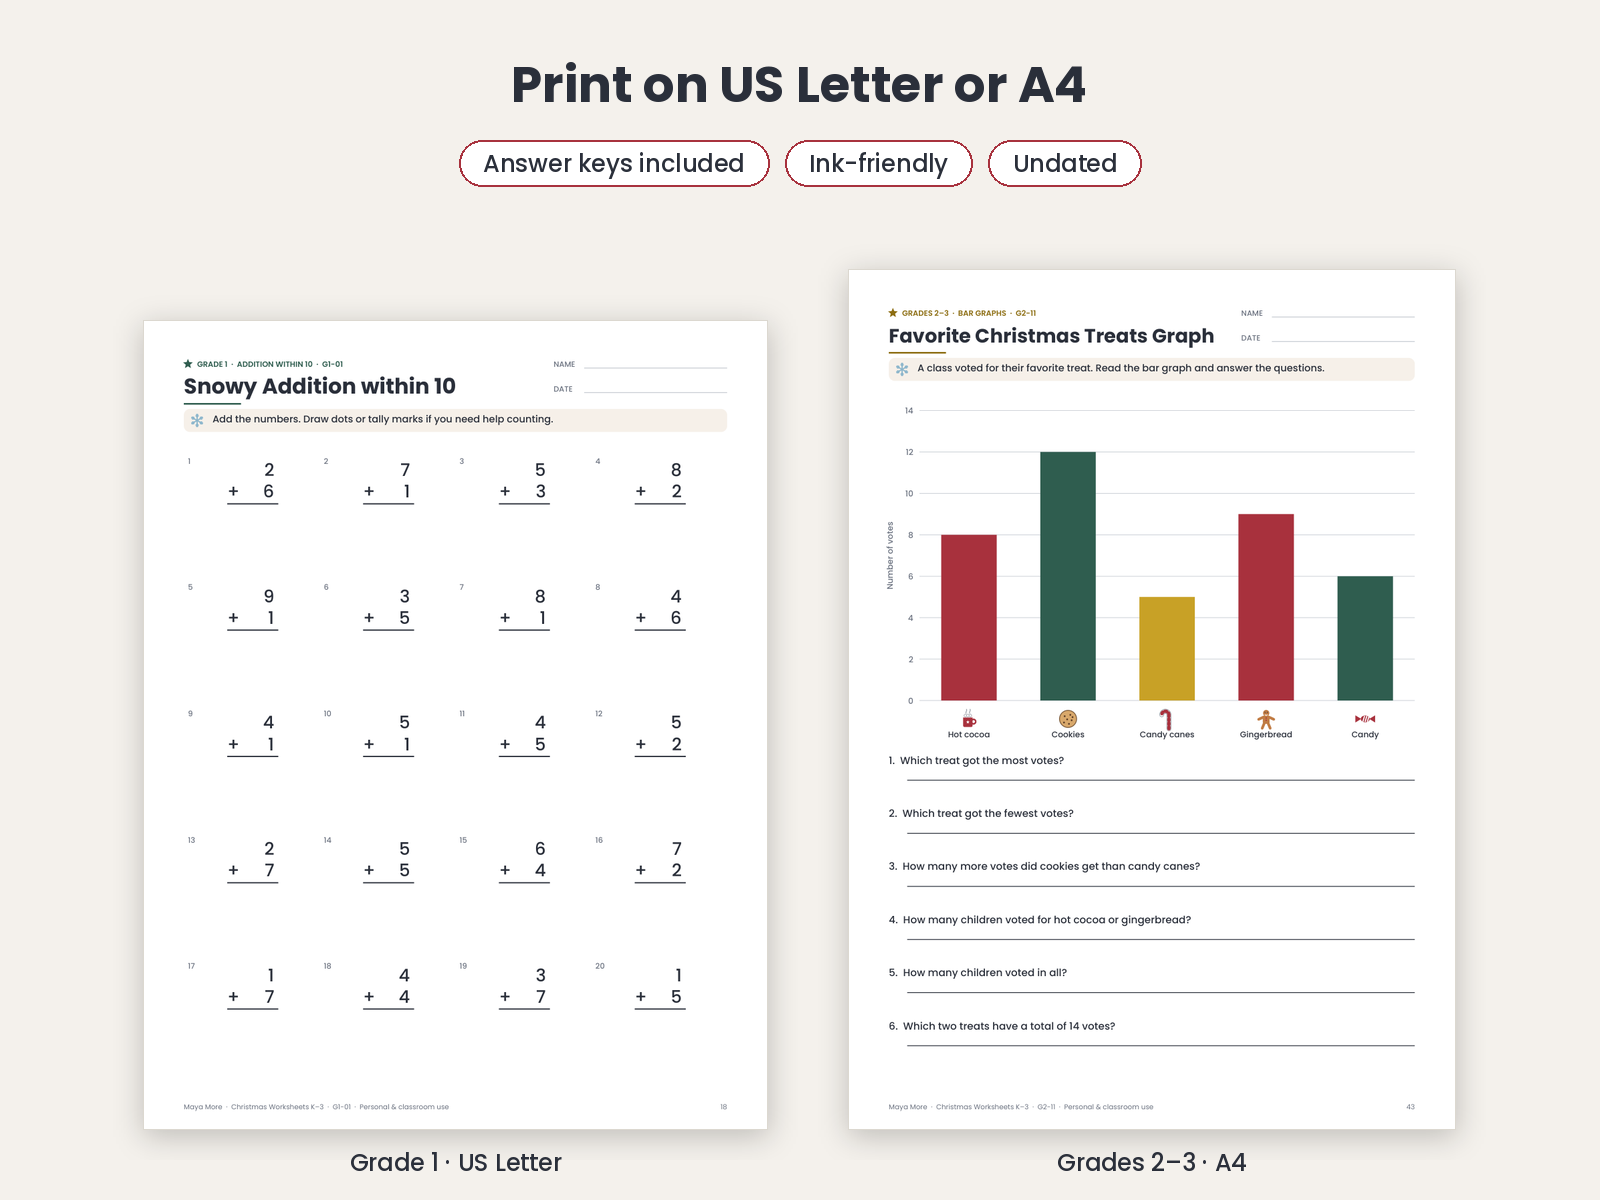 Print on US Letter or A4
Answer keys included
Ink-friendly
Undated
GRADE 1 · ADDITION WITHIN 10 · G1-01
NAME
Snowy Addition within 10
DATE
Add the numbers. Draw dots or tally marks if you need help counting.
1 2 3 4
2 7 5 8
+ 6 + 1 + 3 + 2
5 6 7 8
9 3 8 4
+ 1 + 5 + 1 + 6
9 10 11 12
4 5 4 5
+ 1 + 1 + 5 + 2
13 14 15 16
2 5 6 7
+ 7 + 5 + 4 + 2
17 18 19 20
1 4 3 1
+ 7 + 4 + 7 + 5
Maya More · Christmas Worksheets K–3 · G1-01 · Personal & classroom use
18
Grade 1 · US Letter
GRADES 2–3 · BAR GRAPHS · G2-11
NAME
Favorite Christmas Treats Graph
DATE
A class voted for their favorite treat. Read the bar graph and answer the questions.
Number of votes
14
12
10
8
6
4
2
0
Hot cocoa Cookies Candy canes Gingerbread Candy
1. Which treat got the most votes?
2. Which treat got the fewest votes?
3. How many more votes did cookies get than candy canes?
4. How many children voted for hot cocoa or gingerbread?
5. How many children voted in all?
6. Which two treats have a total of 14 votes?
Maya More · Christmas Worksheets K–3 · G2-11 · Personal & classroom use
43
Grades 2–3 · A4